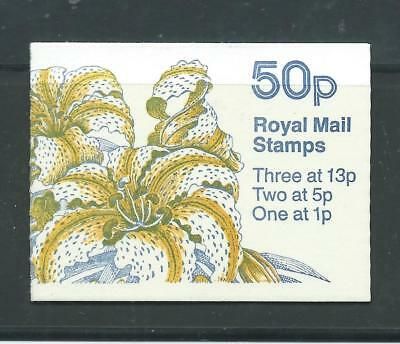 50p
Royal Mail
Stamps
Three at 13p
Two at 5p
One at 1p